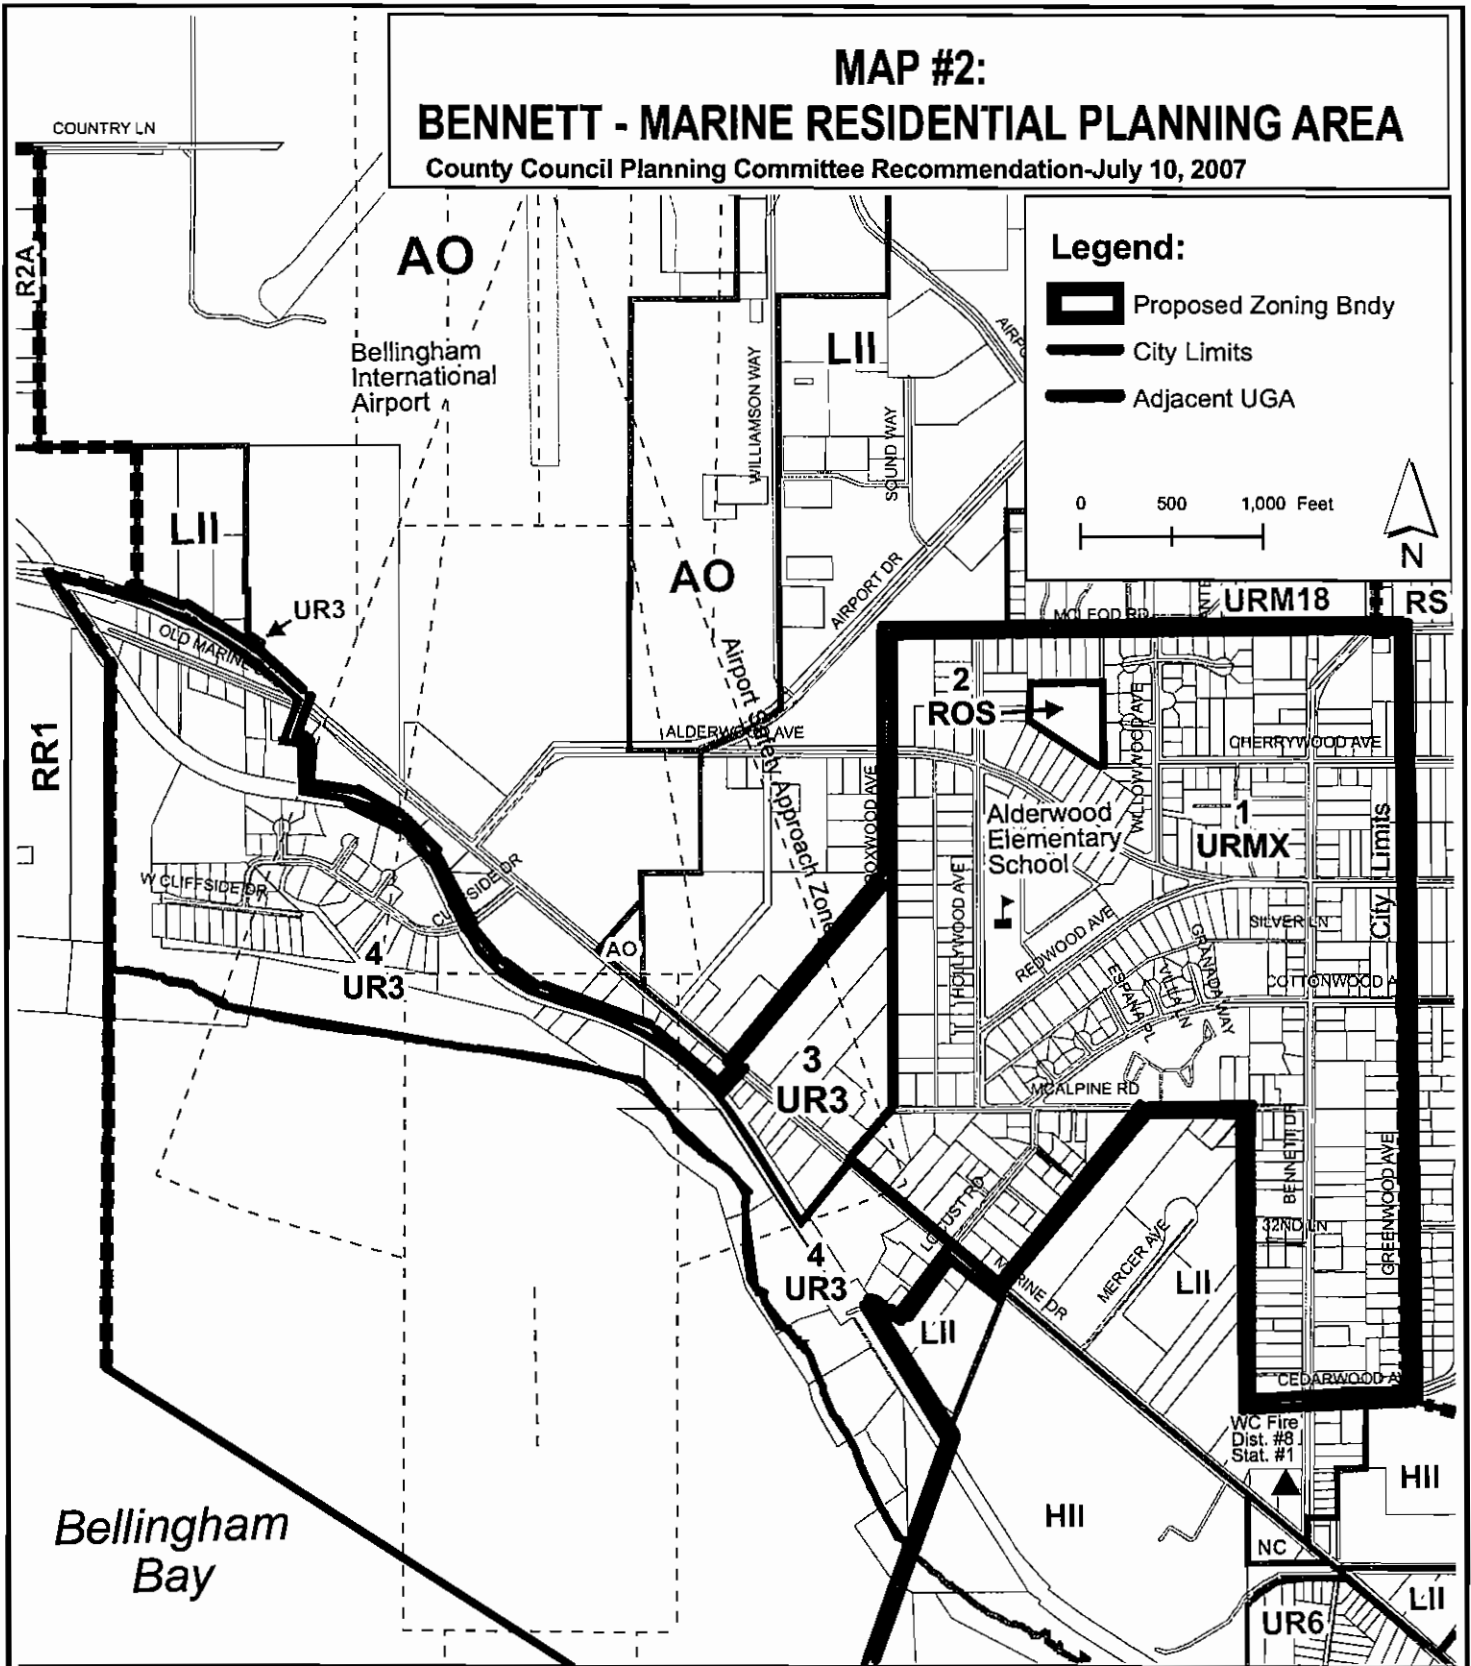 MAP #2:
BENNETT - MARINE RESIDENTIAL PLANNING AREA
County Council Planning Committee Recommendation-July 10, 2007
Legend:
Proposed Zoning Bndy
City Limits
Adjacent UGA
0 500 1,000 Feet
N
COUNTRY LN
R2A
AO
Bellingham
International
Airport
WILLIAMSON WAY
LII
SOUND WAY
LII
AO
AIRPORT DR
UR3
OLD MARINE
RR1
Airport Safety Approach Zone
ALDERWOOD AVE
MCLEOD RD
URM18
RS
2
ROS
WILLOWWOOD AVE
CHERRYWOOD AVE
1
URMX
City Limits
Alderwood
Elementary
School
HOLLYWOOD AVE
REDWOOD AVE
SILVER LN
GRANADA WAY
VILLA LN
ESPANA PL
COTTONWOOD A
MCALPINE RD
W CLIFFSIDE DR
4
UR3
AO
3
UR3
BENNETT DR
GREENWOOD AVE
32ND LN
LOCUST RD
MARINE DR
MERCER AVE
LII
4
UR3
LII
CEDARWOOD A
WC Fire
Dist. #8
Stat. #1
HII
HII
NC
LII
UR6
Bellingham
Bay